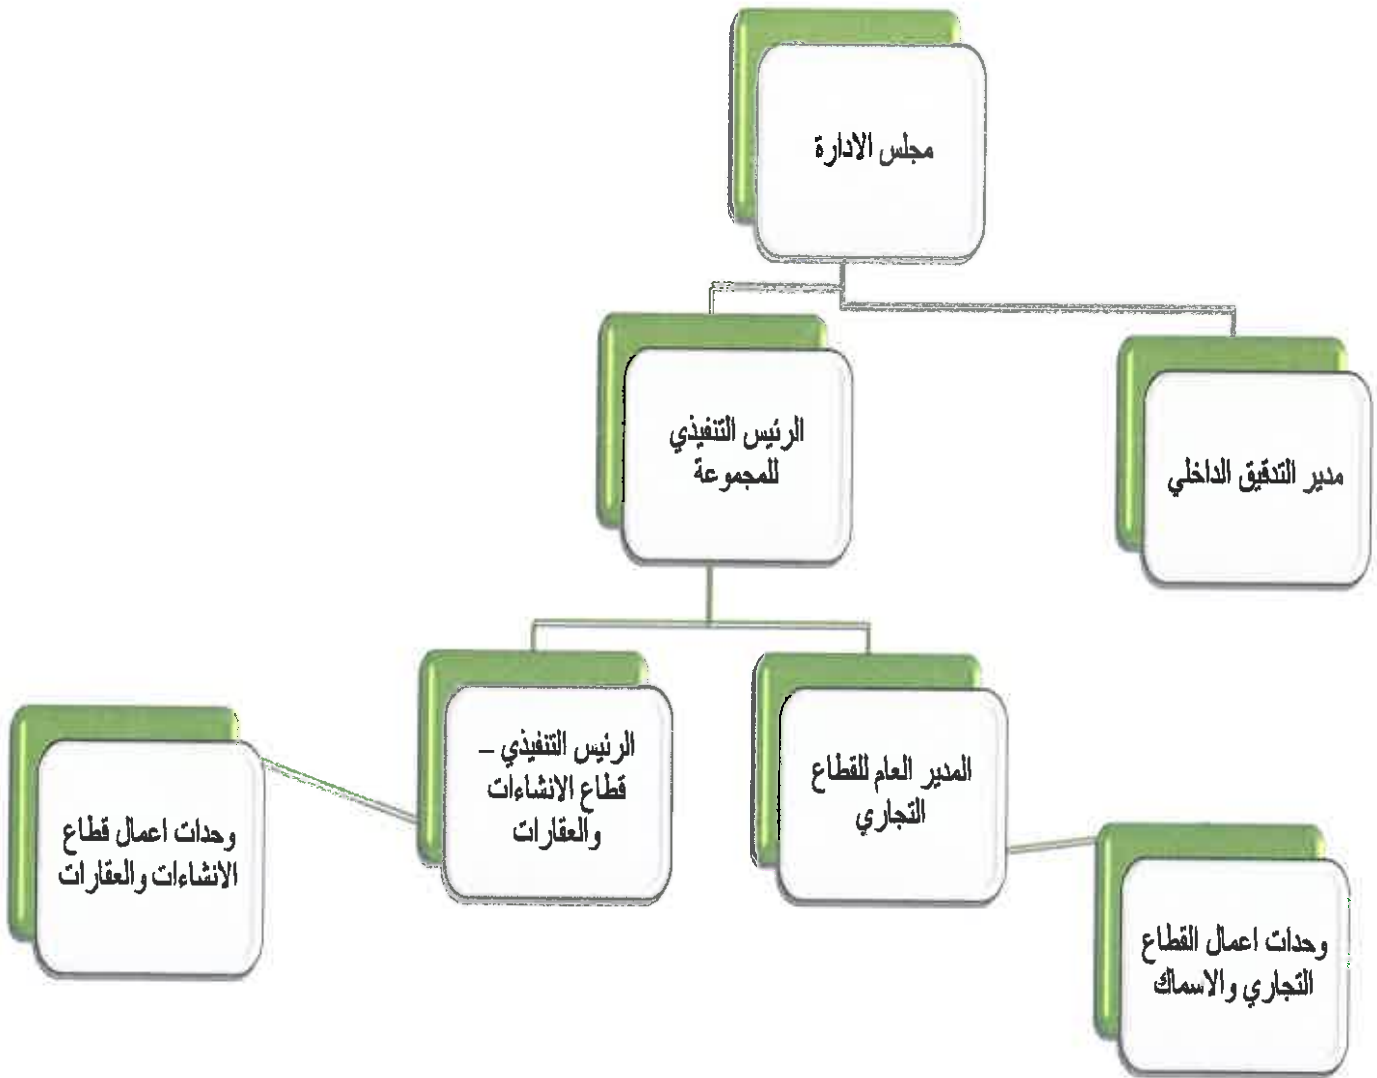 مجلس الادارة
الرئيس التنفيذي
للمجموعة
مدير التدقيق الداخلي
الرئيس التنفيذي –
قطاع الانشاءات
والعقارات
المدير العام للقطاع
التجاري
وحدات اعمال قطاع
الانشاءات والعقارات
وحدات اعمال القطاع
التجاري والاسماك